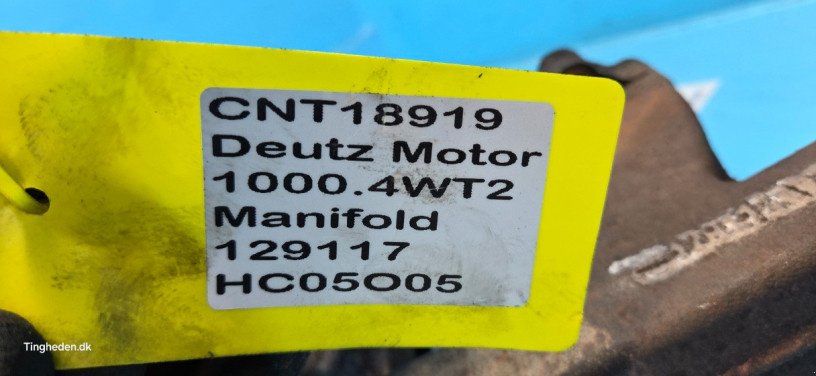 CNT18919
Deutz Motor
1000.4WT2
Manifold
129117
HC05O05
Tingheden.dk